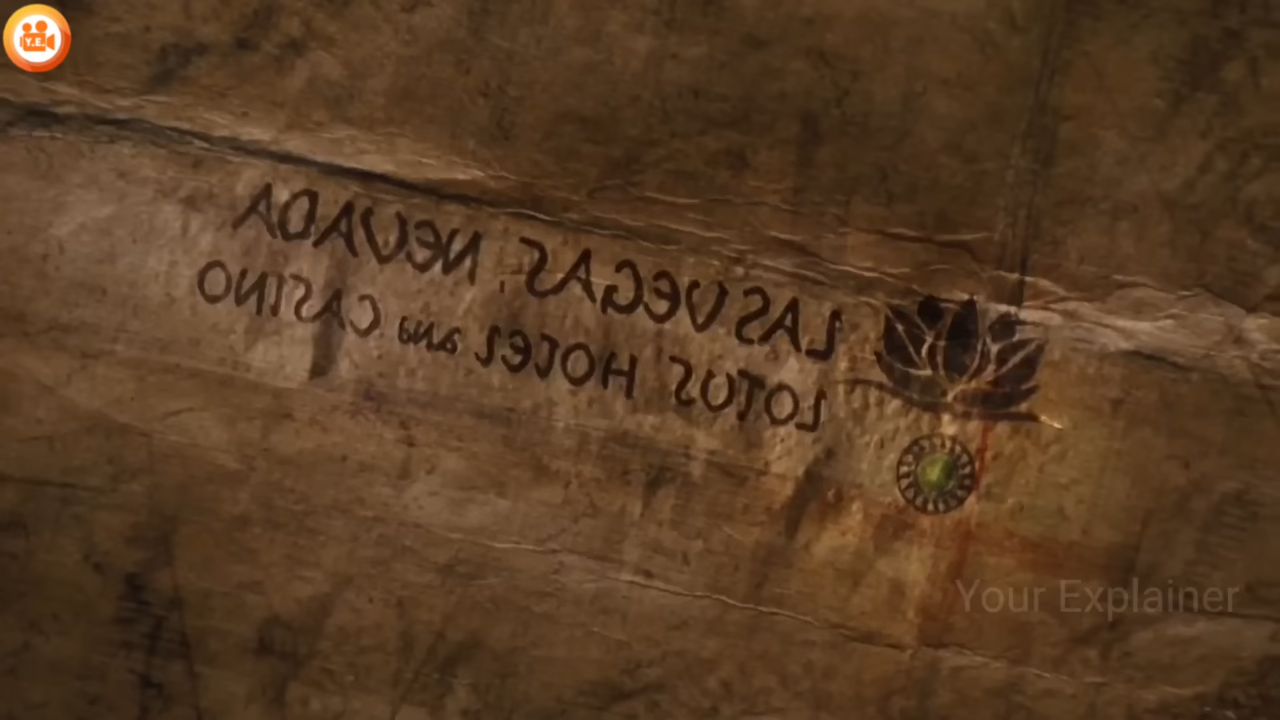 Y.E.
LAS VEGAS, NEVADA
LOTUS HOTEL and CASINO
Your Explainer